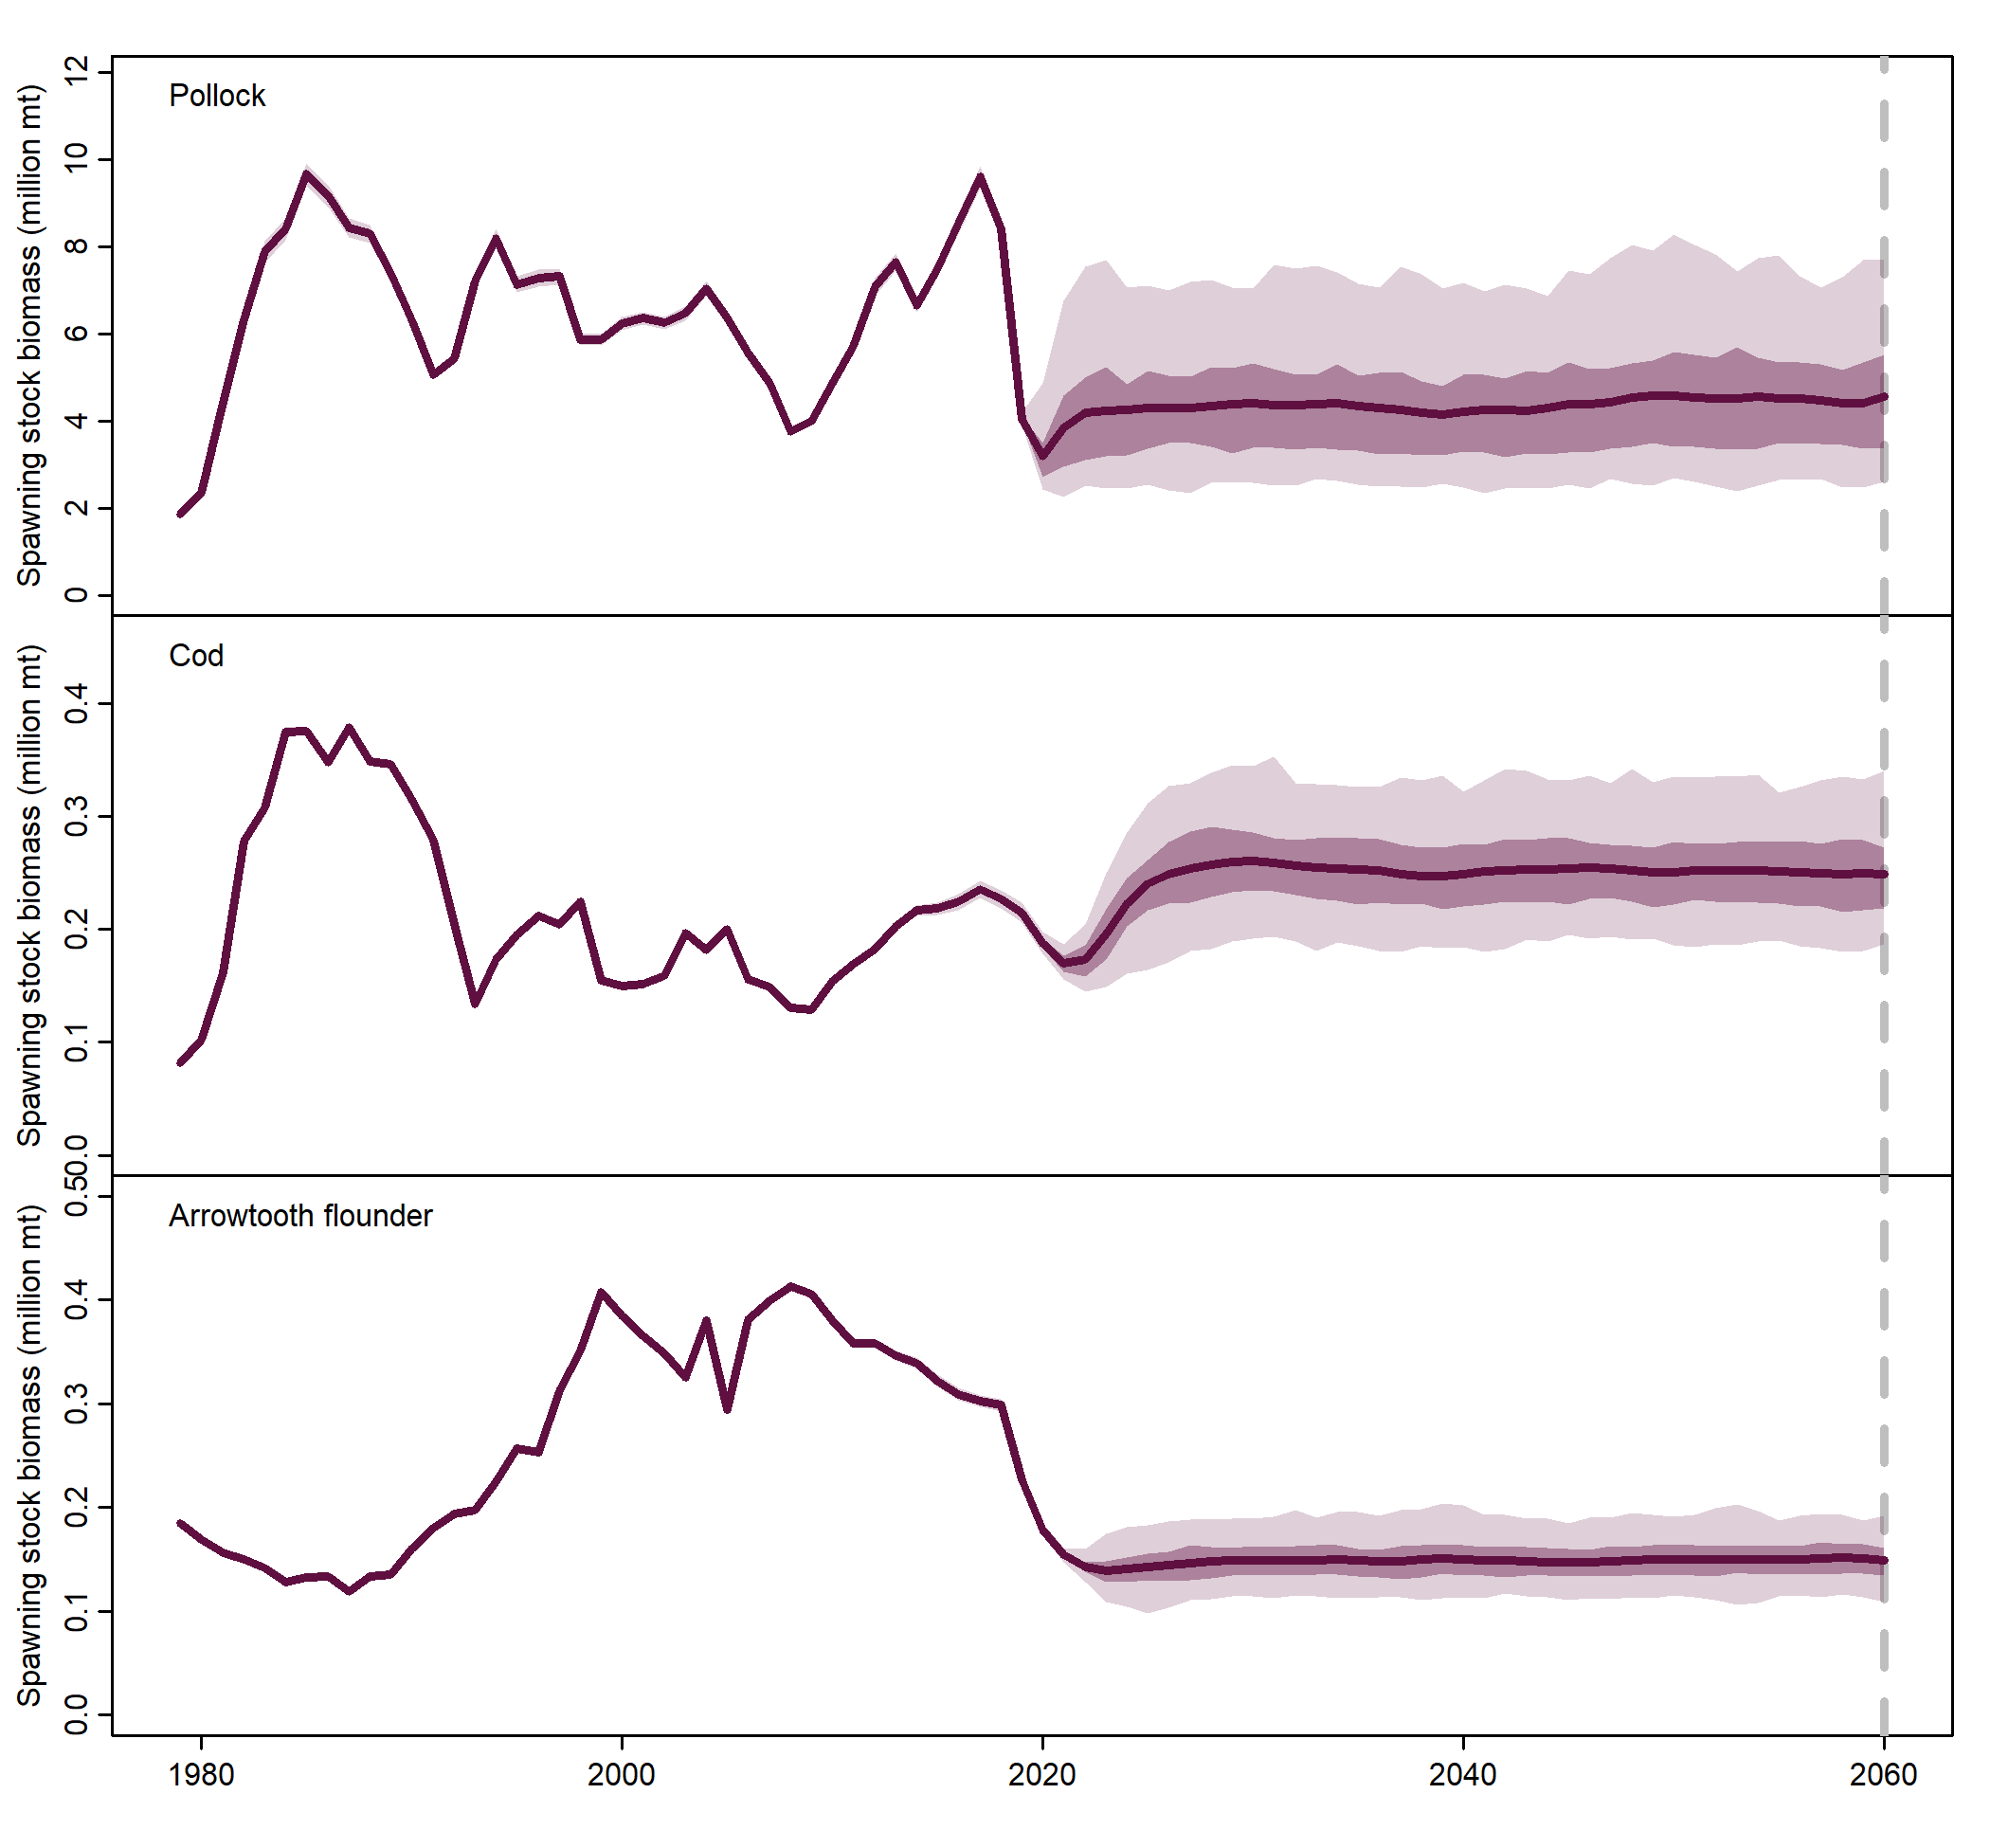 Pollock
Spawning stock biomass (million mt)
12
10
8
6
4
2
0
Cod
Spawning stock biomass (million mt)
0.4
0.3
0.2
0.1
0.0
Arrowtooth flounder
Spawning stock biomass (million mt)
0.5
0.4
0.3
0.2
0.1
0.0
1980 2000 2020 2040 2060